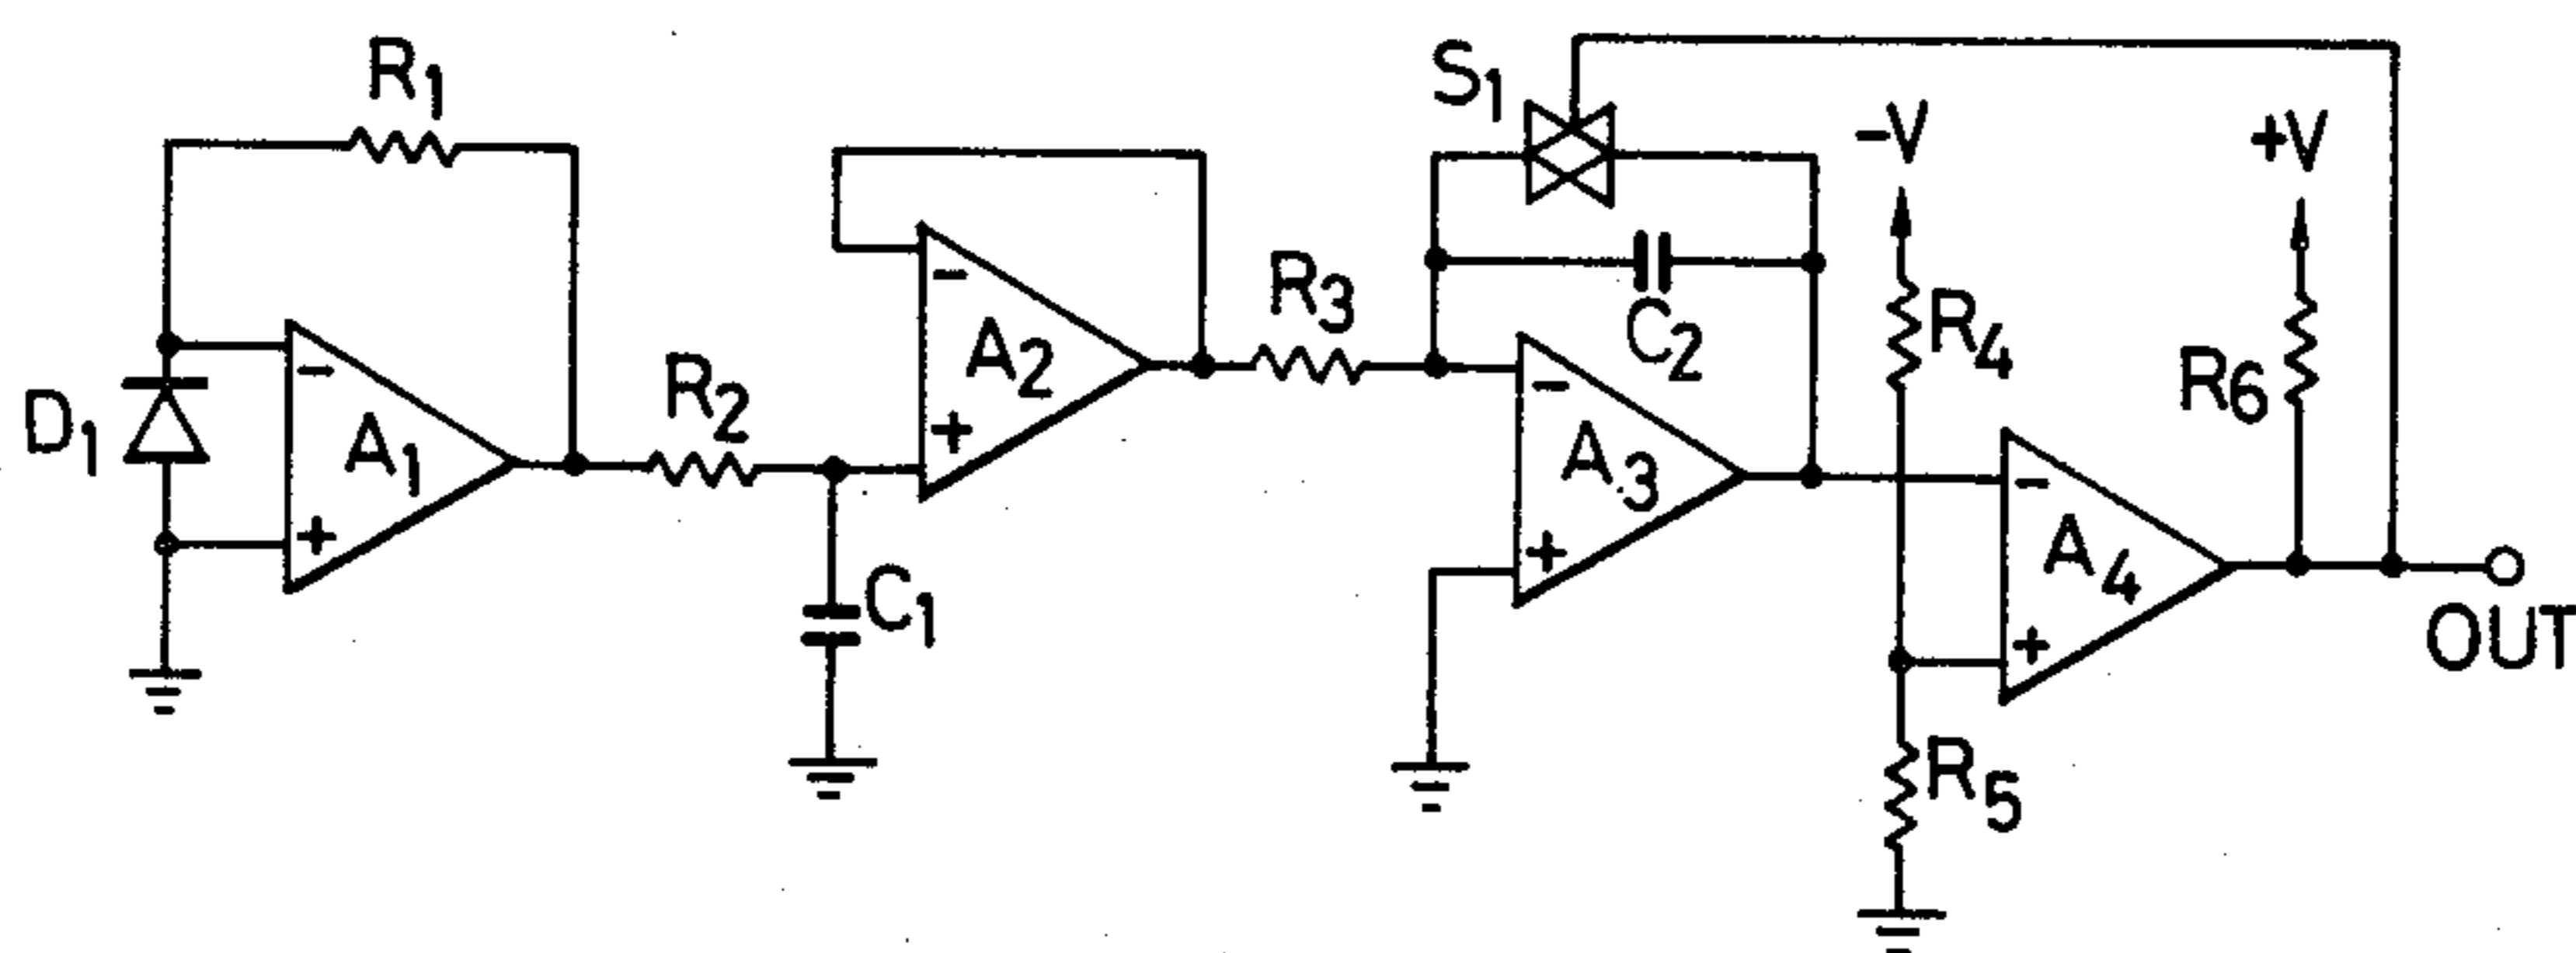 R1
D1
-
A1
+
R2
C1
-
A2
+
R3
S1
C2
-
A3
+
-V
R4
R5
-
A4
+
+V
R6
OUT